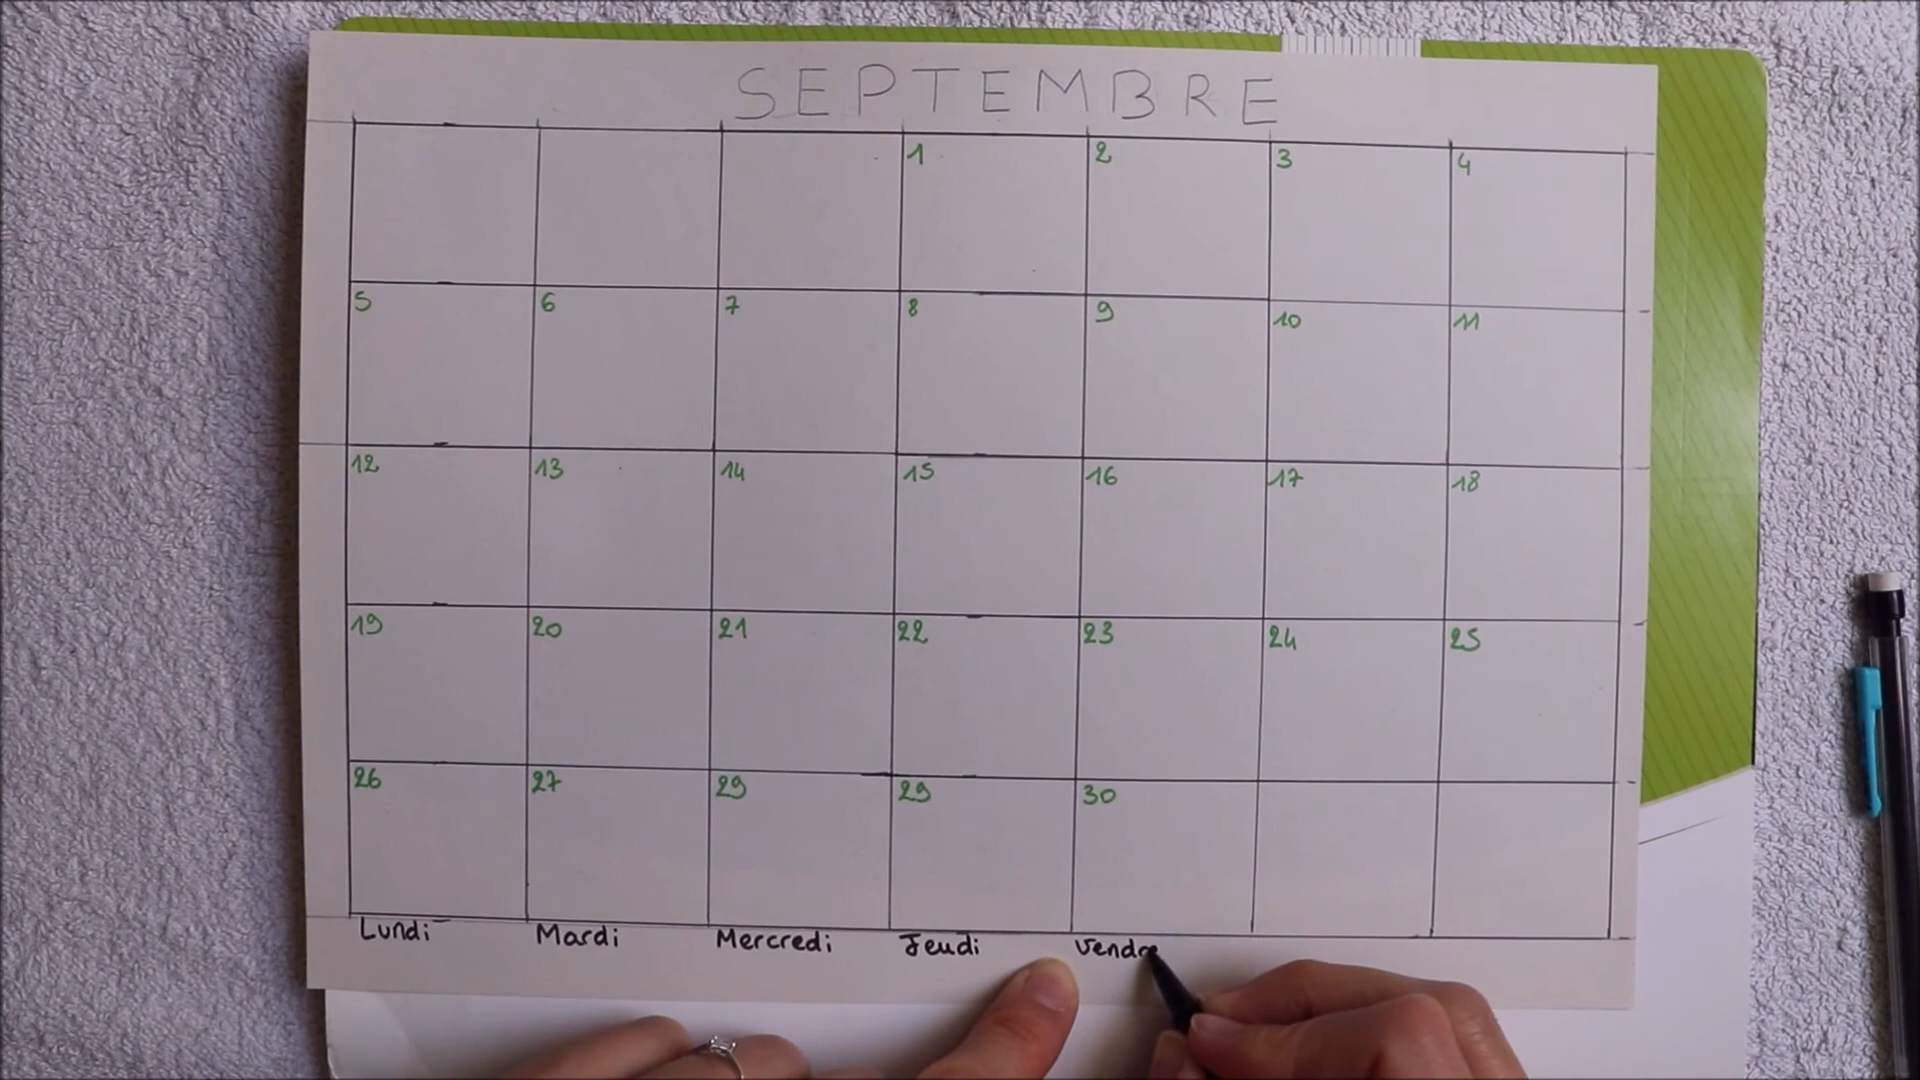 SEPTEMBRE
1 2 3 4
5 6 7 8 9 10 11
12 13 14 15 16 17 18
19 20 21 22 23 24 25
26 27 29 29 30
Lundi Mardi Mercredi Jeudi Vendre